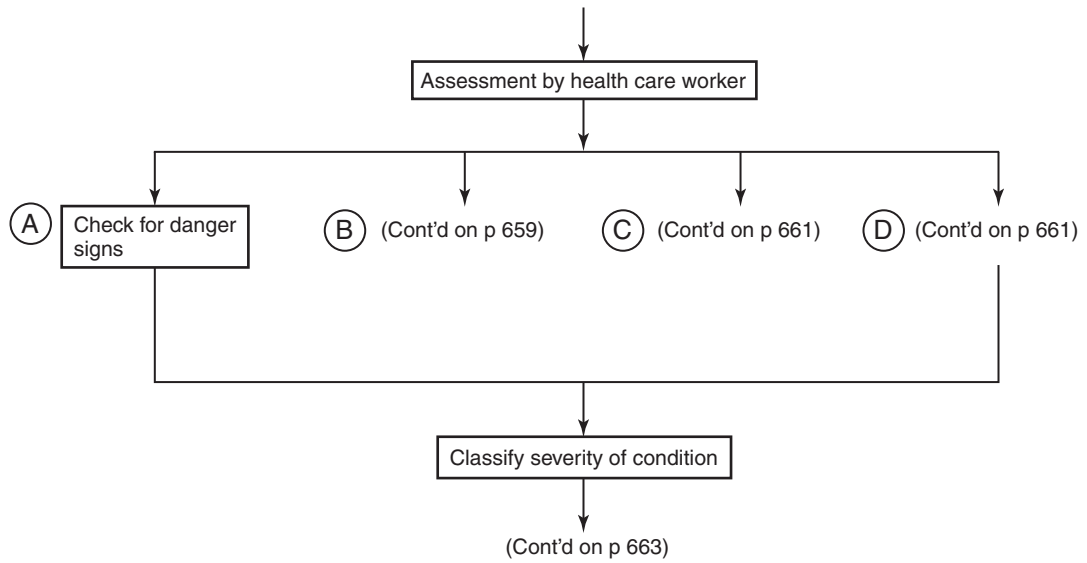 Assessment by health care worker
A
Check for danger
signs
B (Cont’d on p 659)
C (Cont’d on p 661)
D (Cont’d on p 661)
Classify severity of condition
(Cont’d on p 663)